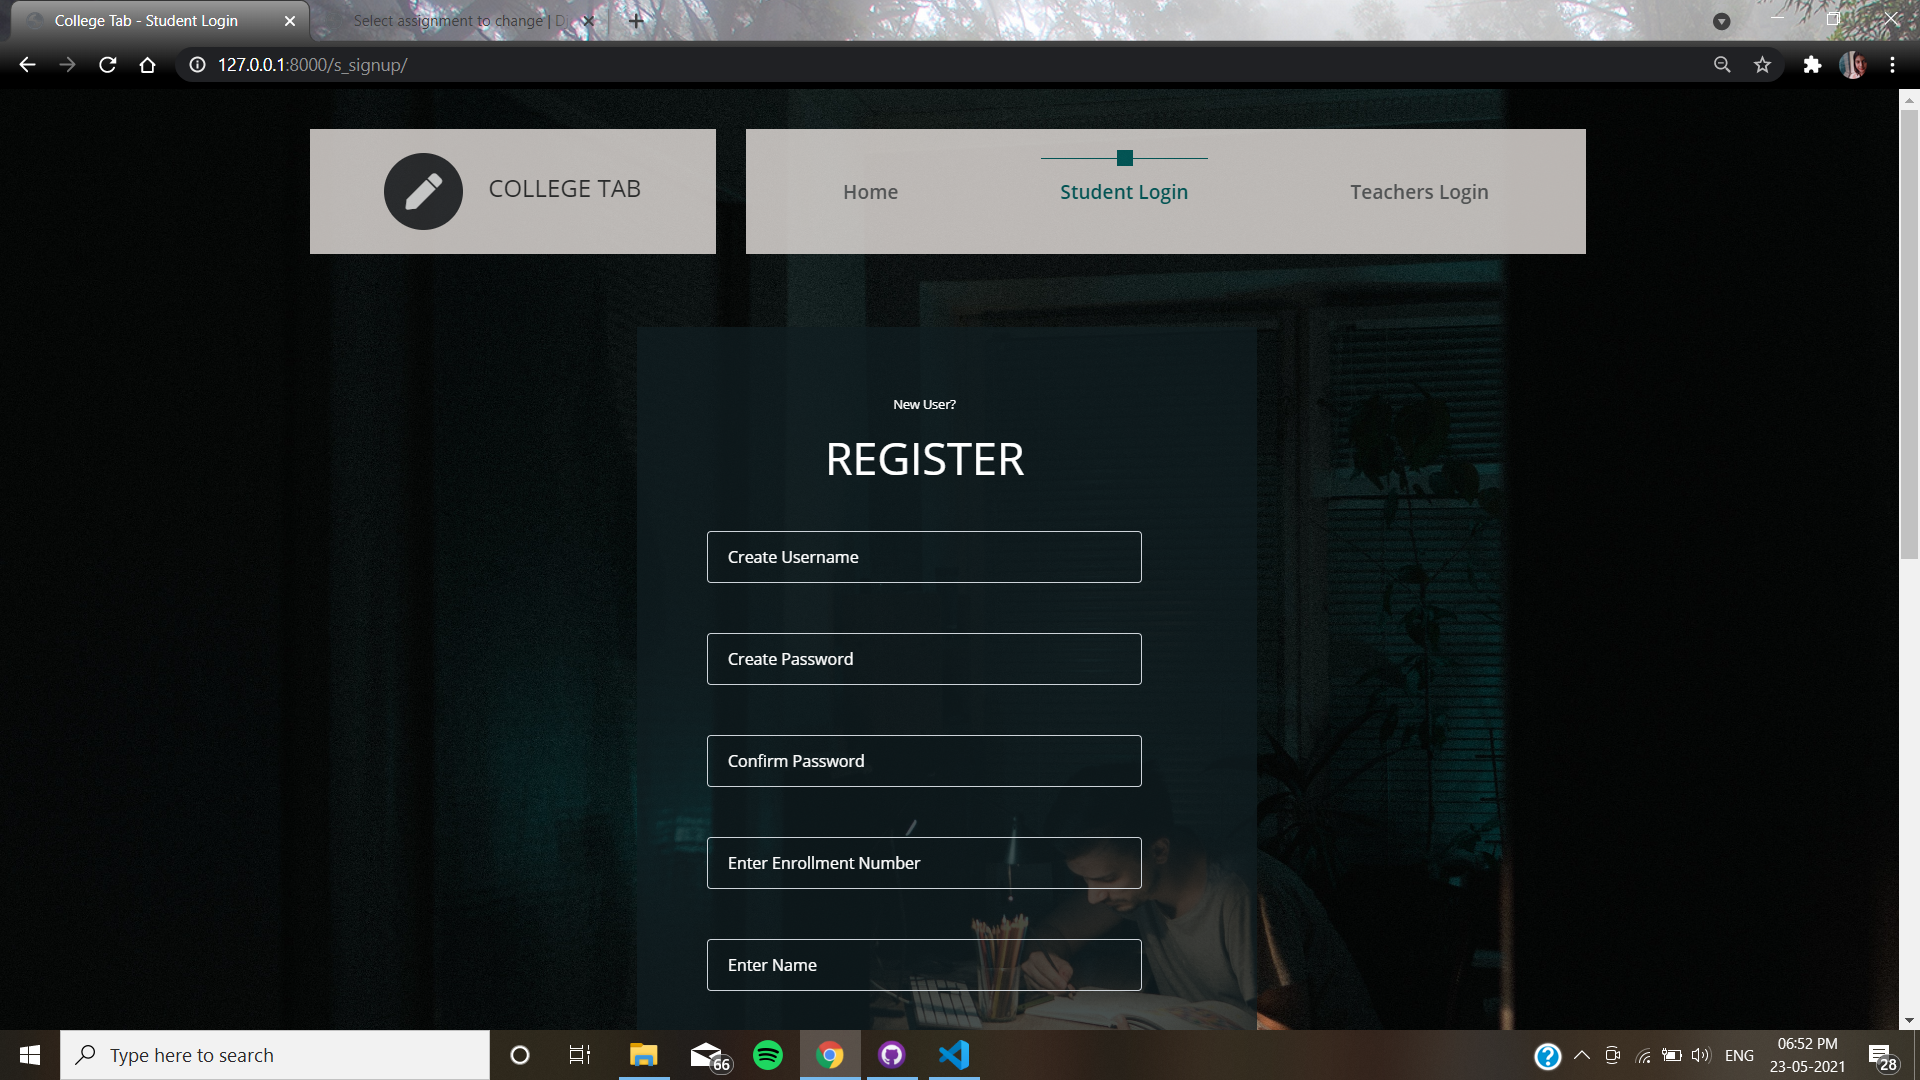 College Tab - Student Login
Select assignment to change | Dj
127.0.0.1:8000/s_signup/
COLLEGE TAB
Home
Student Login
Teachers Login
New User?
REGISTER
Create Username
Create Password
Confirm Password
Enter Enrollment Number
Enter Name
Type here to search
66
ENG
06:52 PM
23-05-2021
28